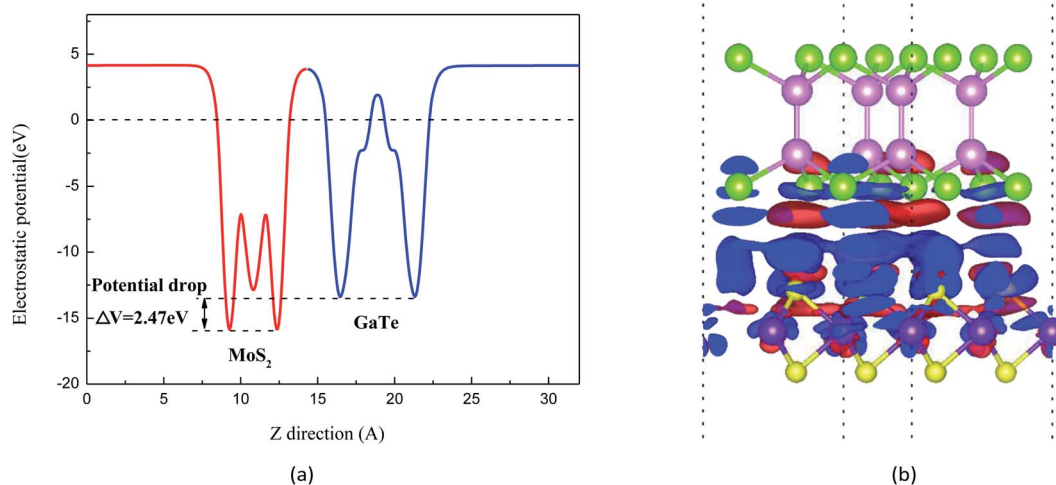 5
0
-5
-10
-15
-20
Electrostatic potential(eV)
Potential drop
△V=2.47eV
MoS2
GaTe
0 5 10 15 20 25 30
Z direction (A)
(a)
(b)